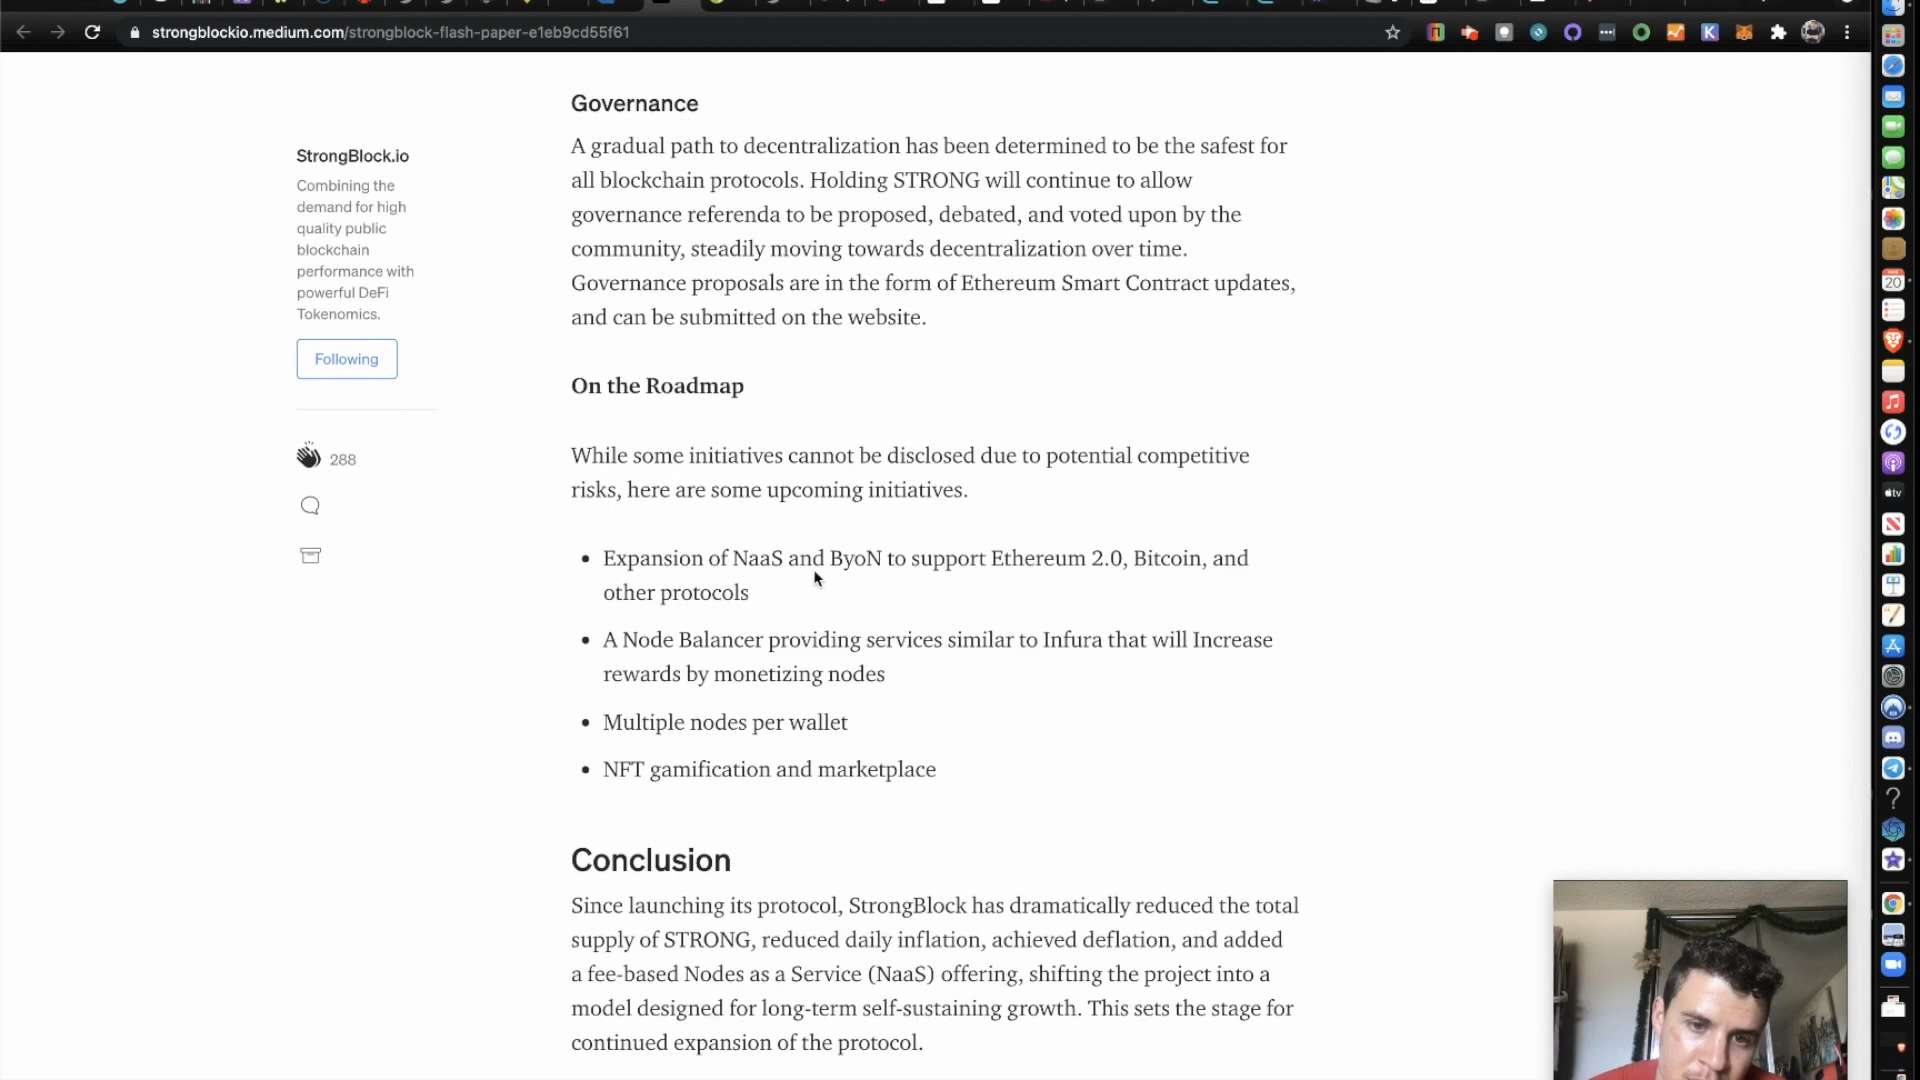 strongblockio.medium.com/strongblock-flash-paper-e1eb9cd55f61
Governance
A gradual path to decentralization has been determined to be the safest for
all blockchain protocols. Holding STRONG will continue to allow
governance referenda to be proposed, debated, and voted upon by the
community, steadily moving towards decentralization over time.
Governance proposals are in the form of Ethereum Smart Contract updates,
and can be submitted on the website.
StrongBlock.io
Combining the
demand for high
quality public
blockchain
performance with
powerful DeFi
Tokenomics.
Following
288
On the Roadmap
While some initiatives cannot be disclosed due to potential competitive
risks, here are some upcoming initiatives.
• Expansion of NaaS and ByoN to support Ethereum 2.0, Bitcoin, and
other protocols
• A Node Balancer providing services similar to Infura that will Increase
rewards by monetizing nodes
• Multiple nodes per wallet
• NFT gamification and marketplace
Conclusion
Since launching its protocol, StrongBlock has dramatically reduced the total
supply of STRONG, reduced daily inflation, achieved deflation, and added
a fee-based Nodes as a Service (NaaS) offering, shifting the project into a
model designed for long-term self-sustaining growth. This sets the stage for
continued expansion of the protocol.
20
tv